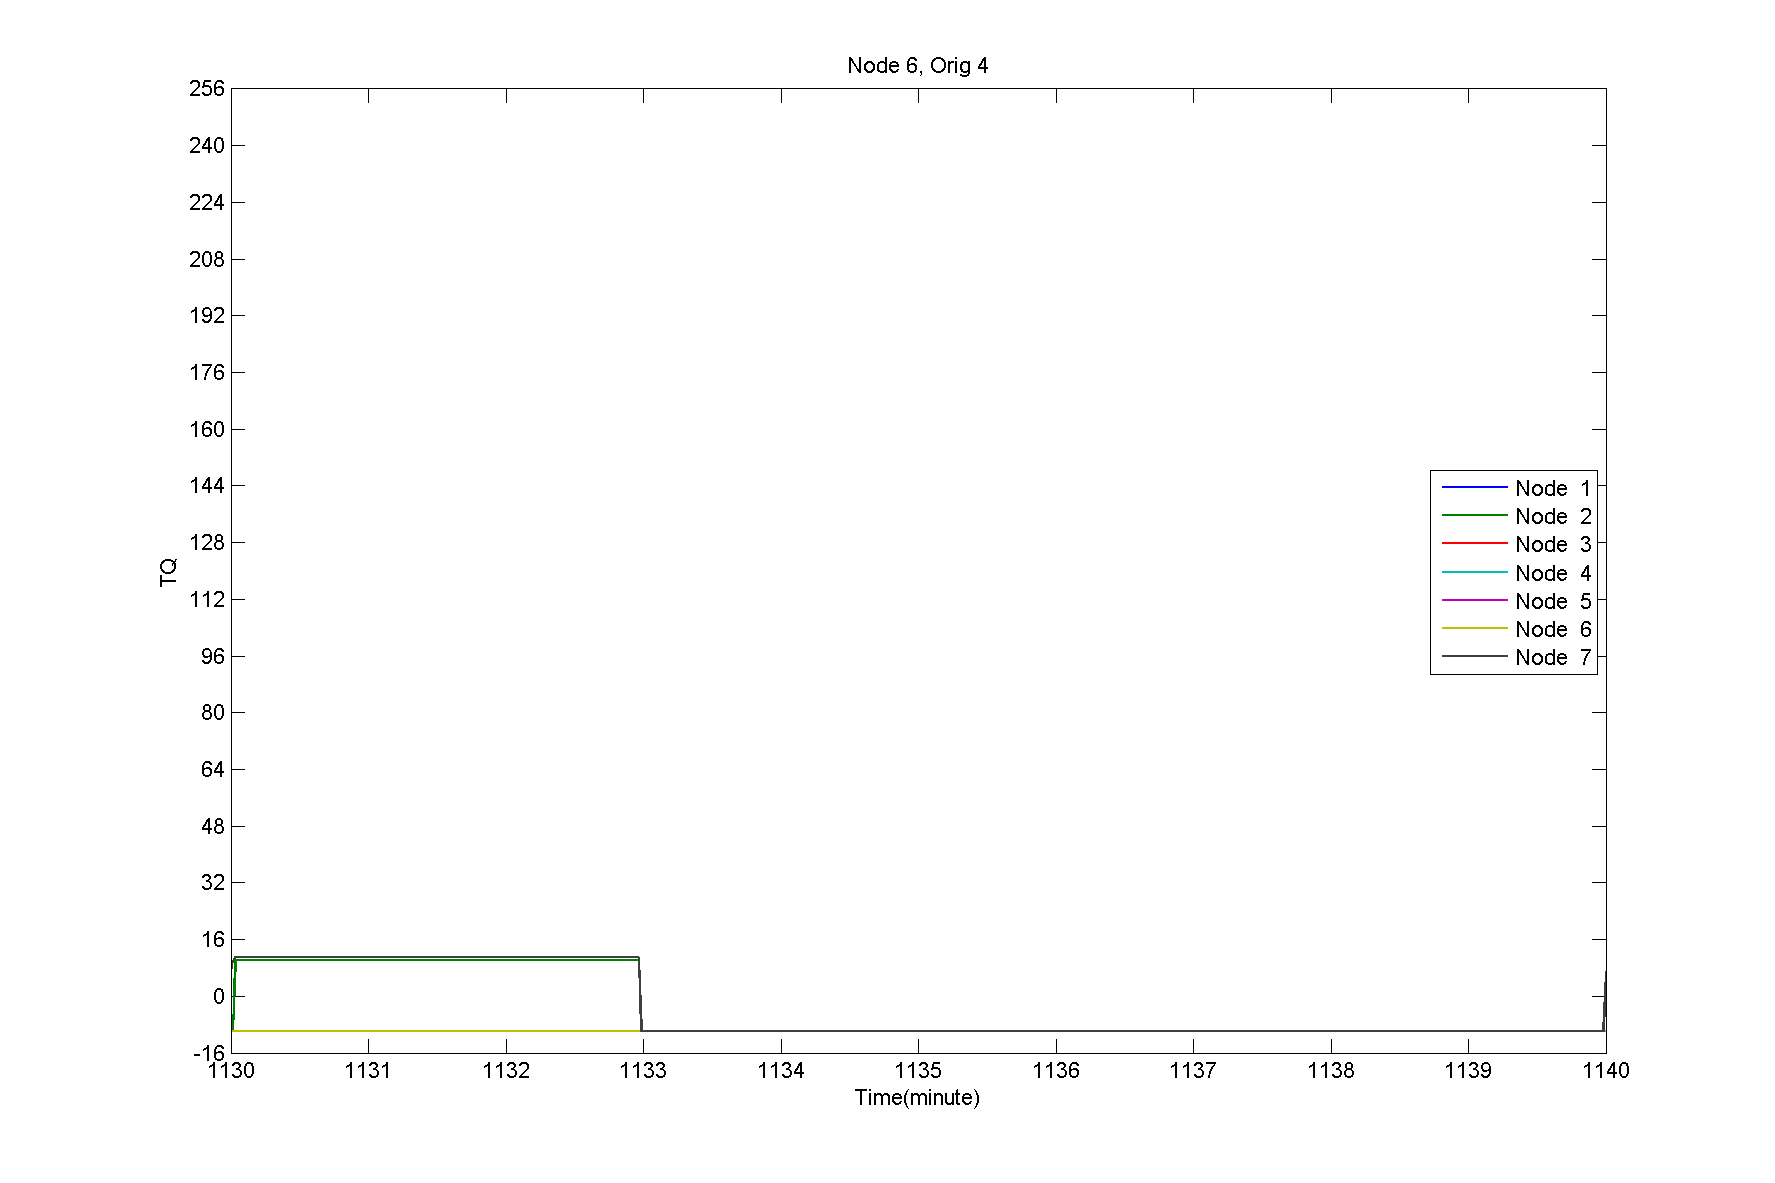 Node 6, Orig 4
256
240
224
208
192
176
160
144
128
112
96
80
64
48
32
16
0
-16
TQ
Node 1
Node 2
Node 3
Node 4
Node 5
Node 6
Node 7
1130 1131 1132 1133 1134 1135 1136 1137 1138 1139 1140
Time(minute)